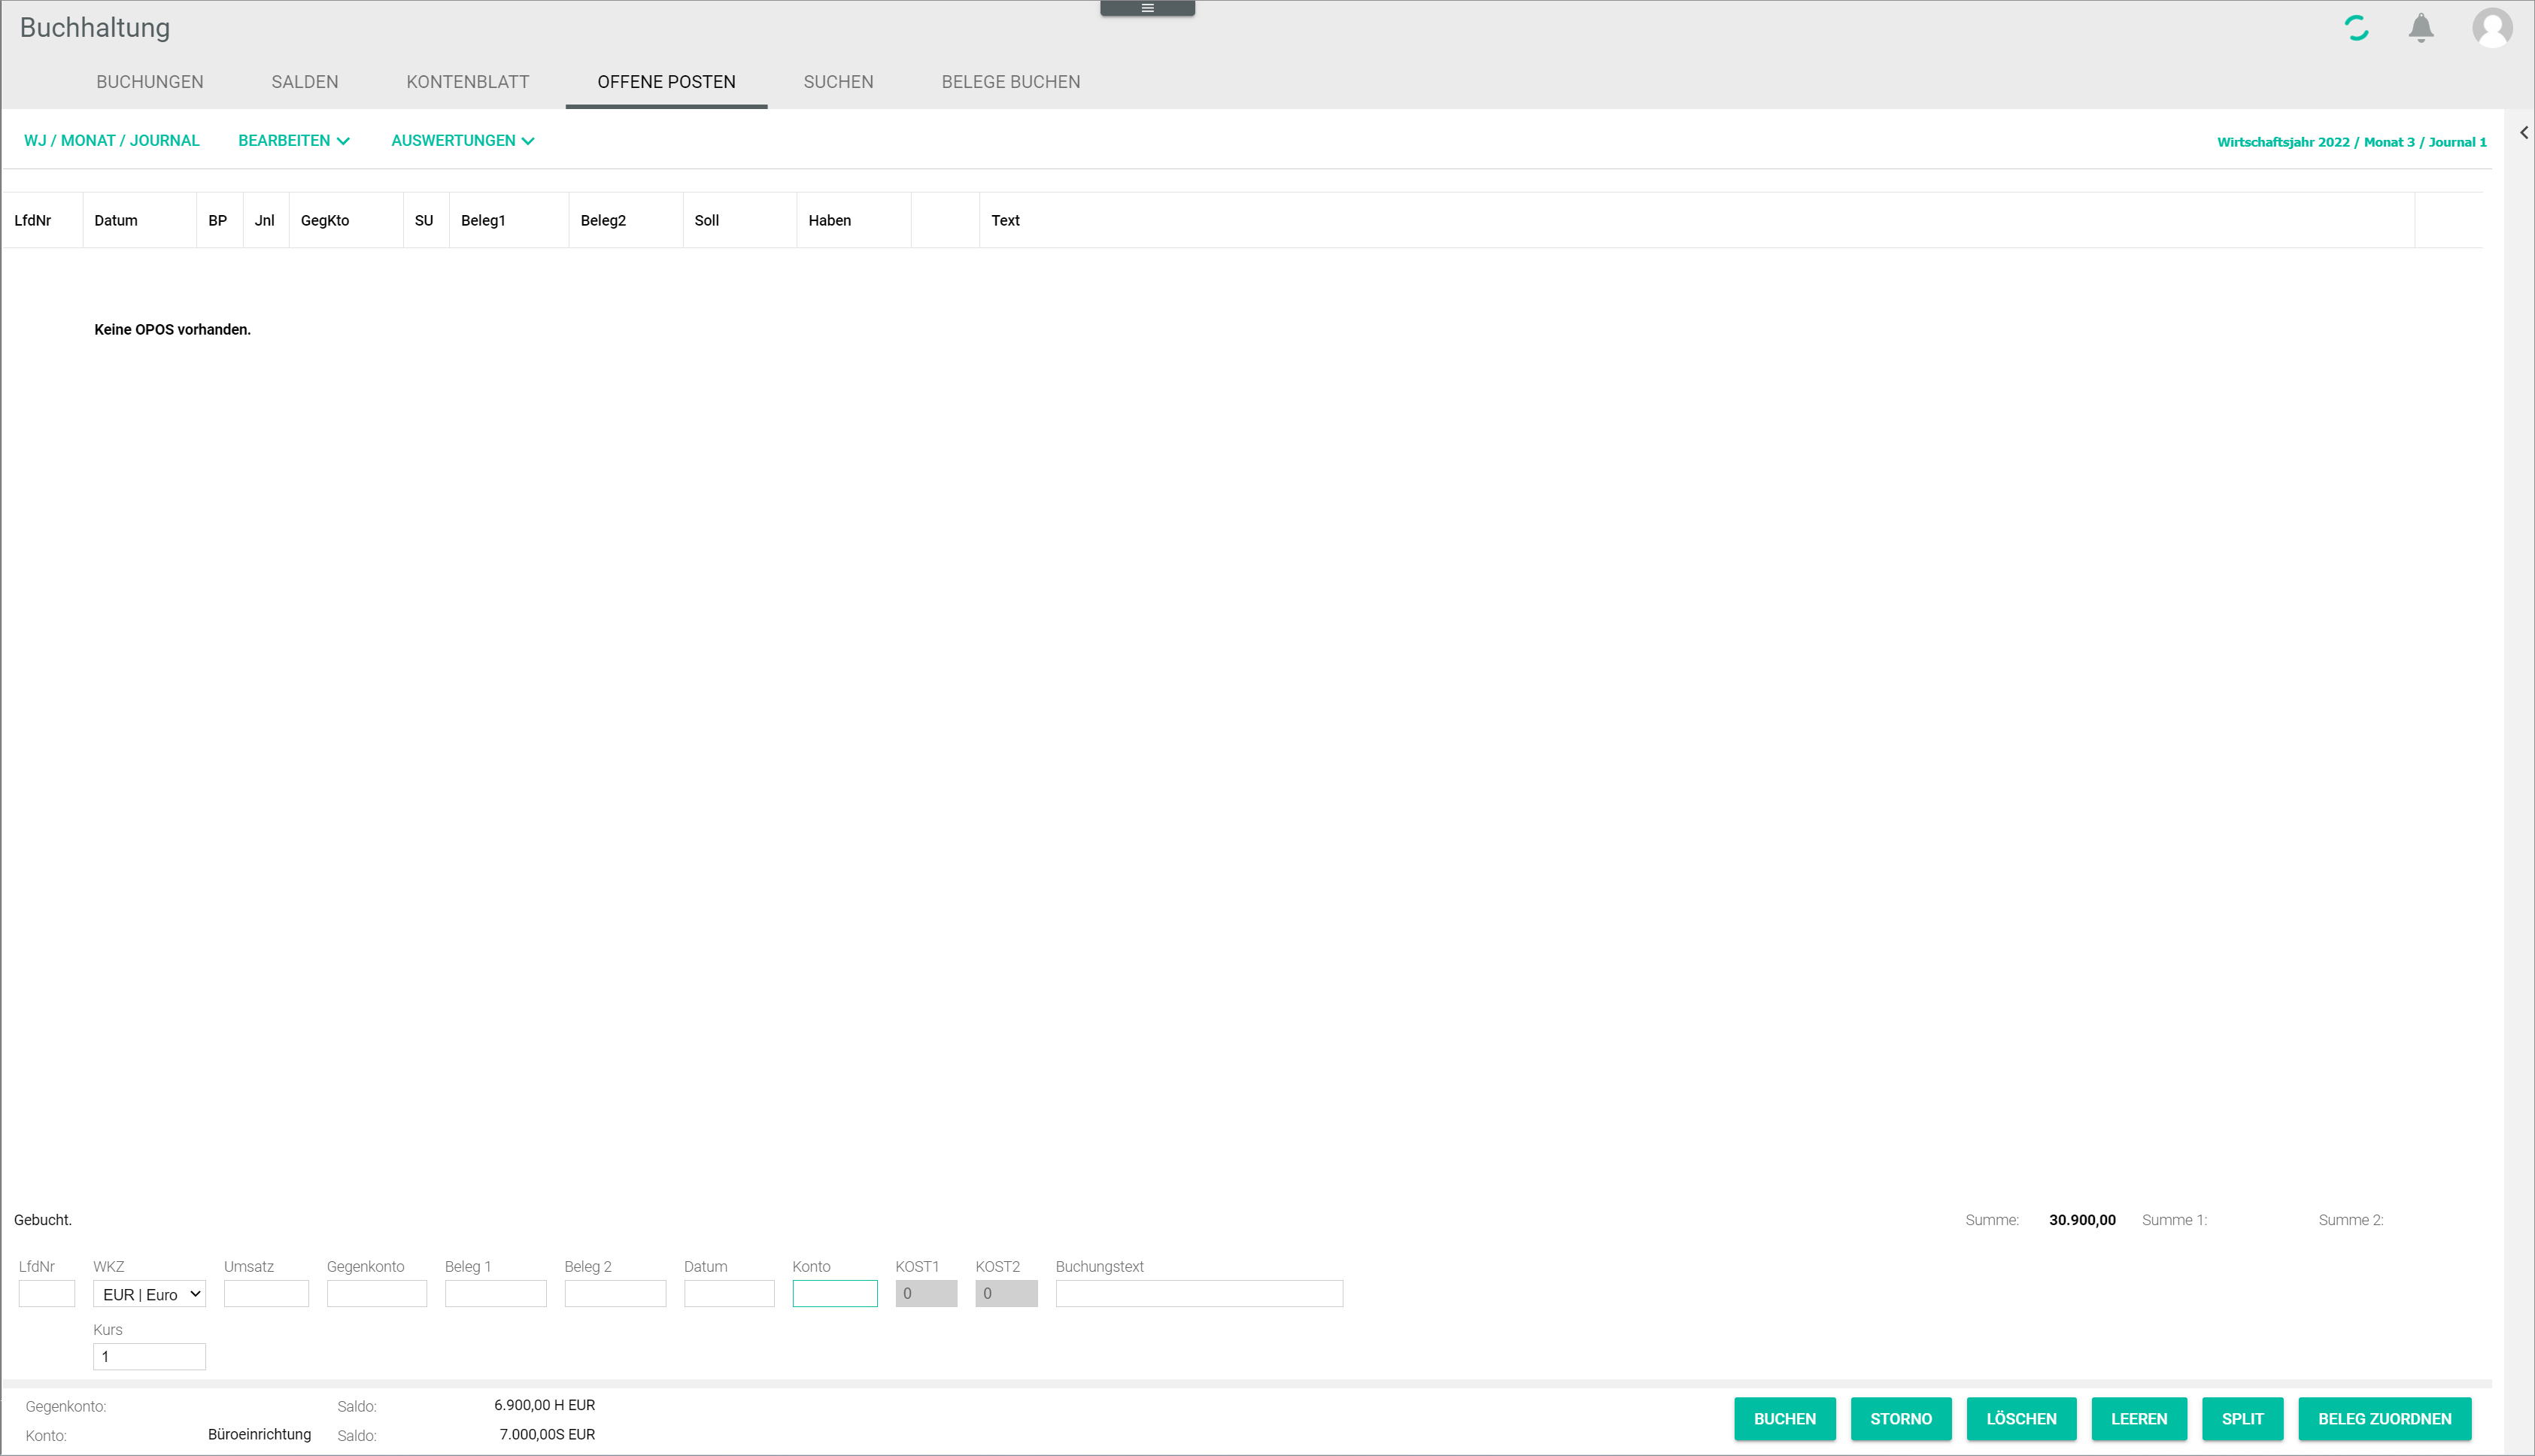 Buchhaltung
BUCHUNGEN SALDEN KONTENBLATT OFFENE POSTEN SUCHEN BELEGE BUCHEN
WJ / MONAT / JOURNAL BEARBEITEN AUSWERTUNGEN Wirtschaftsjahr 2022 / Monat 3 / Journal 1
LfdNr Datum BP Jnl GegKto SU Beleg1 Beleg2 Soll Haben Text
Keine OPOS vorhanden.
Gebucht. Summe: 30.900,00 Summe 1: Summe 2:
LfdNr WKZ Umsatz Gegenkonto Beleg 1 Beleg 2 Datum Konto KOST1 KOST2 Buchungstext
EUR | Euro 0 0
Kurs
1
Gegenkonto: Saldo: 6.900,00 H EUR
Konto: Büroeinrichtung Saldo: 7.000,00S EUR
BUCHEN STORNO LÖSCHEN LEEREN SPLIT BELEG ZUORDNEN